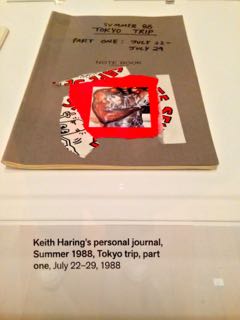 SUMMER 88
TOKYO TRIP
PART ONE: JULY 22-
JULY 29
NOTE BOOK
Keith Haring's personal journal,
Summer 1988, Tokyo trip, part
one, July 22–29, 1988